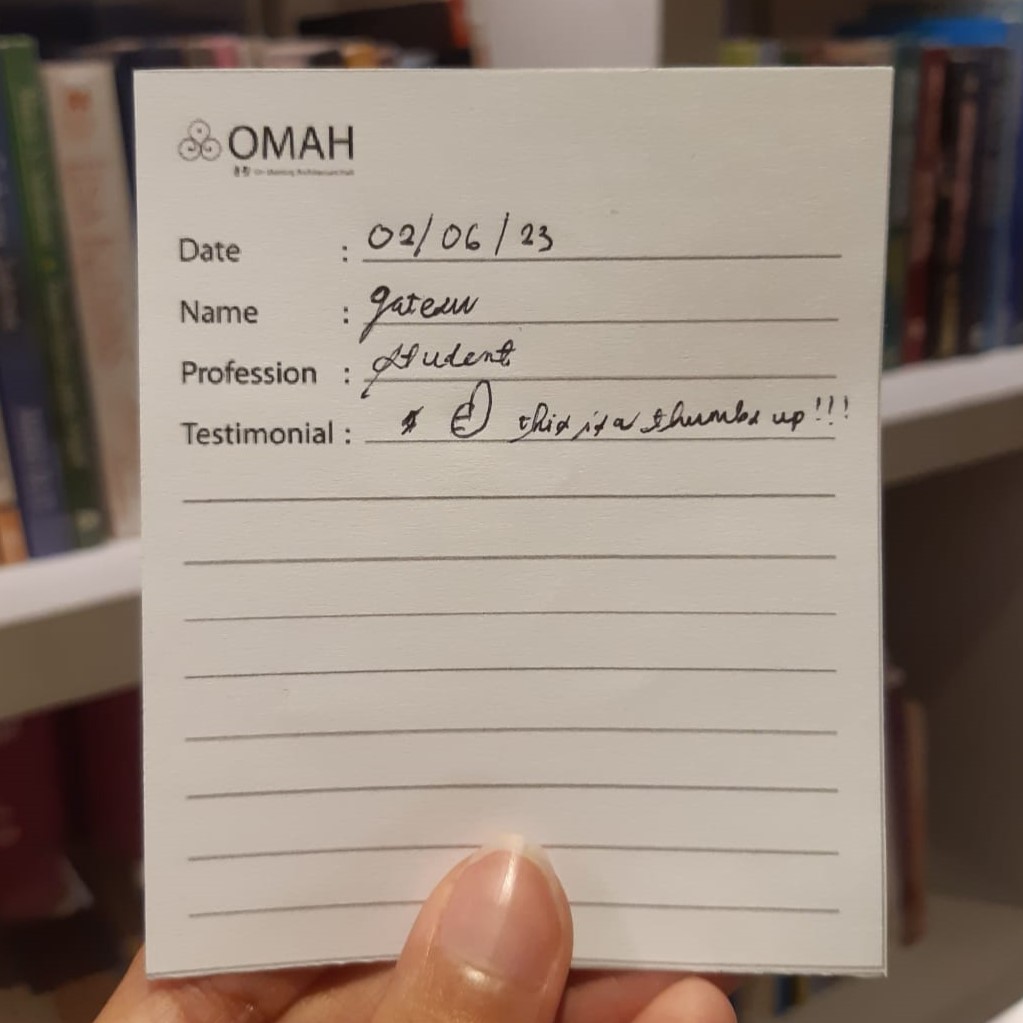 OMAH
Date : 02/06/23
Name : gateau
Profession : student
Testimonial : this is a thumbs up!!!